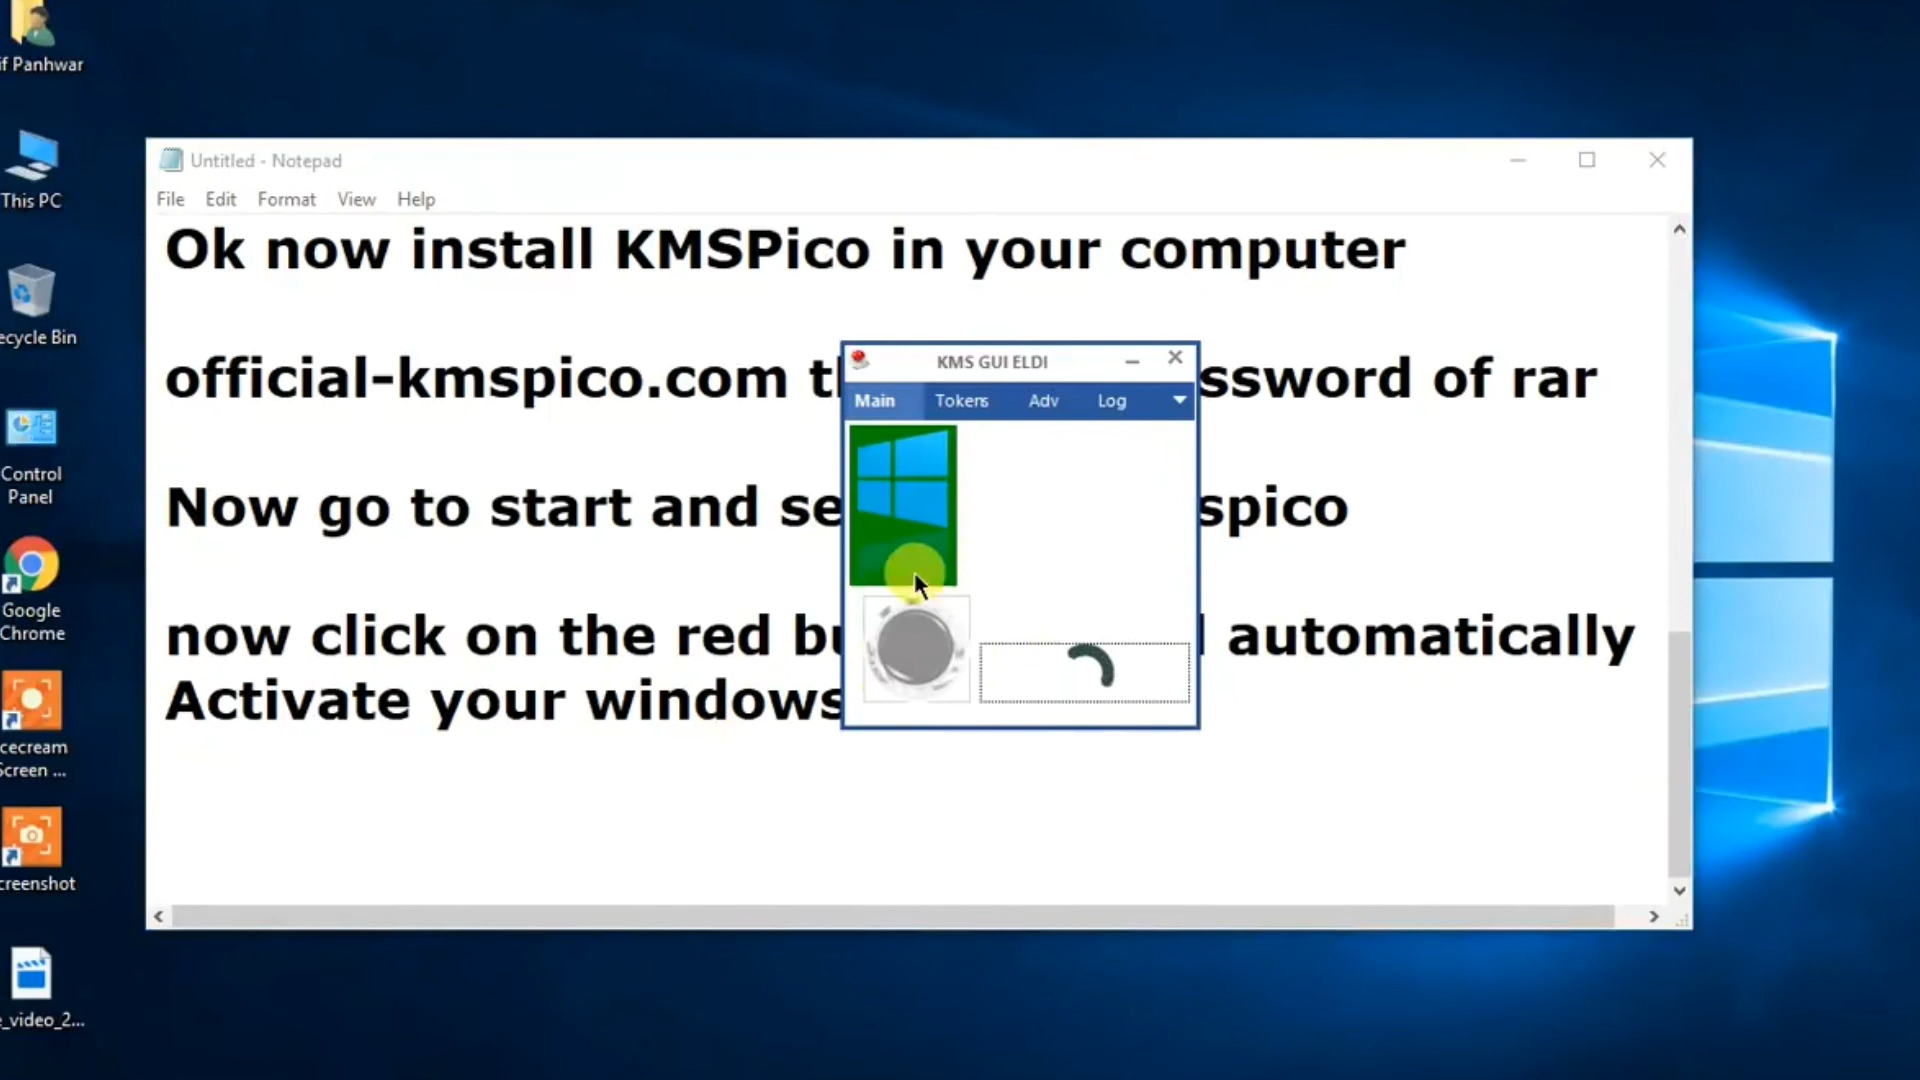 if Panhwar
This PC
ecycle Bin
Control
Panel
Google
Chrome
cecream
Screen ...
creenshot
e_video_2...
Untitled - Notepad
File Edit Format View Help
Ok now install KMSPico in your computer
official-kmspico.com ssword of rar
Now go to start and se spico
now click on the red bu automatically
Activate your windows
KMS GUI ELDI
Main Tokens Adv Log